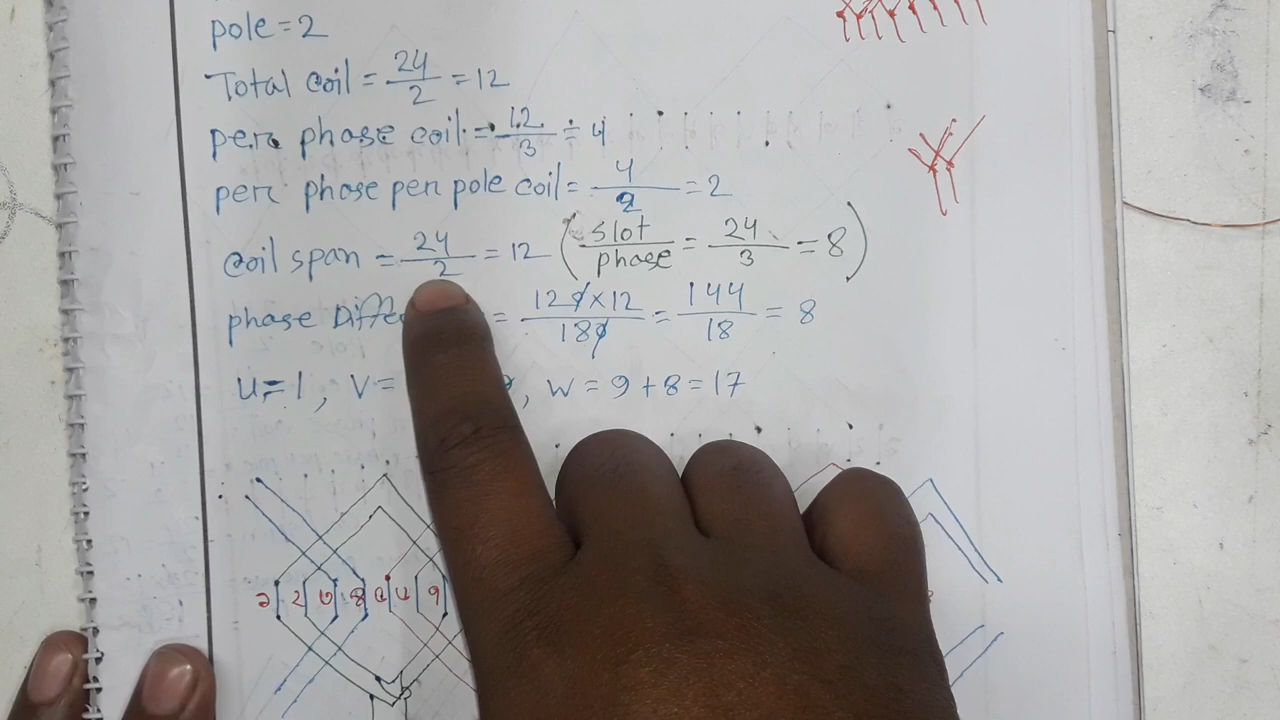 pole = 2
Total coil = 24/2 = 12
per phase coil = 12/3 = 4
per phase per pole coil = 4/2 = 2
coil span = 24/2 = 12 (slot/phase = 24/3 = 8)
phase = 120×12/180 = 144/18 = 8
U = 1, V = , W = 9 + 8 = 17